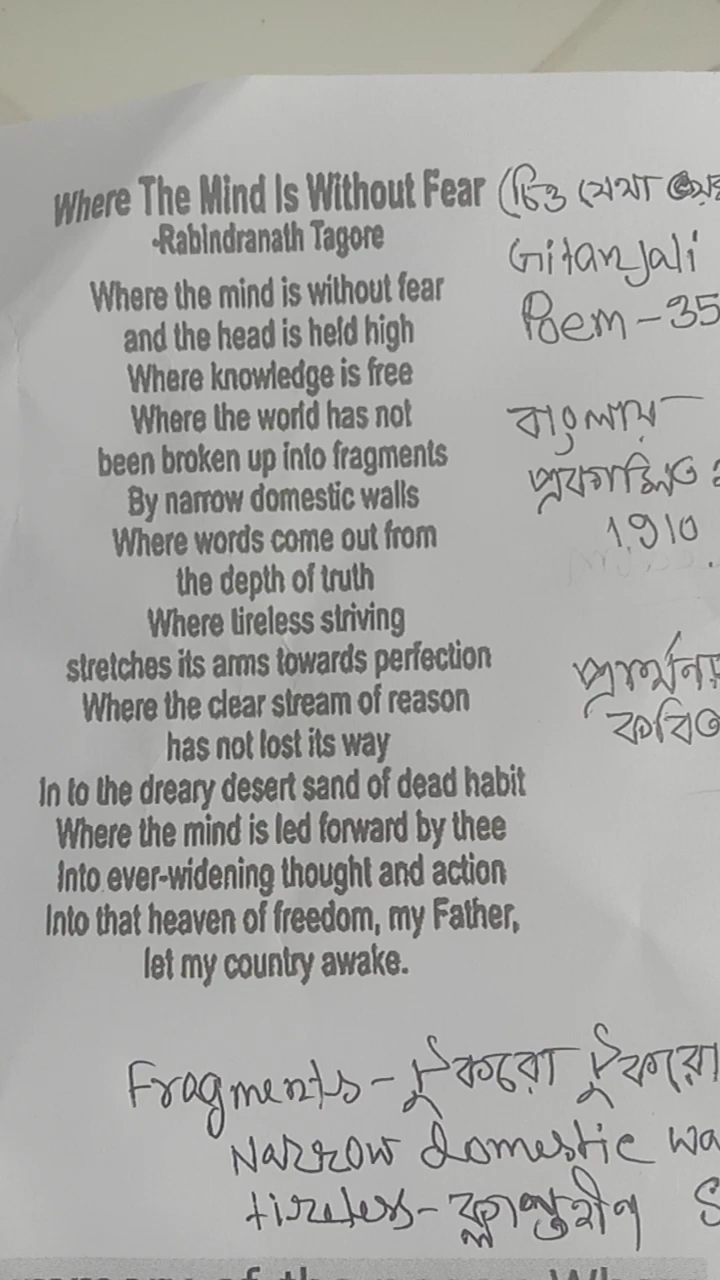 Where The Mind Is Without Fear (চিত্ত যেথা
-Rabindranath Tagore
Gitanjali
Poem - 35
Where the mind is without fear
and the head is held high
Where knowledge is free
Where the world has not
been broken up into fragments
By narrow domestic walls
Where words come out from
the depth of truth
Where tireless striving
stretches its arms towards perfection
Where the clear stream of reason
has not lost its way
In to the dreary desert sand of dead habit
Where the mind is led forward by thee
Into ever-widening thought and action
Into that heaven of freedom, my Father,
let my country awake.
বাংলায়
প্রকাশিত
1910
Fragments - টুকরো টুকরো
Narrow domestic
tireless - ক্লান্তহীন